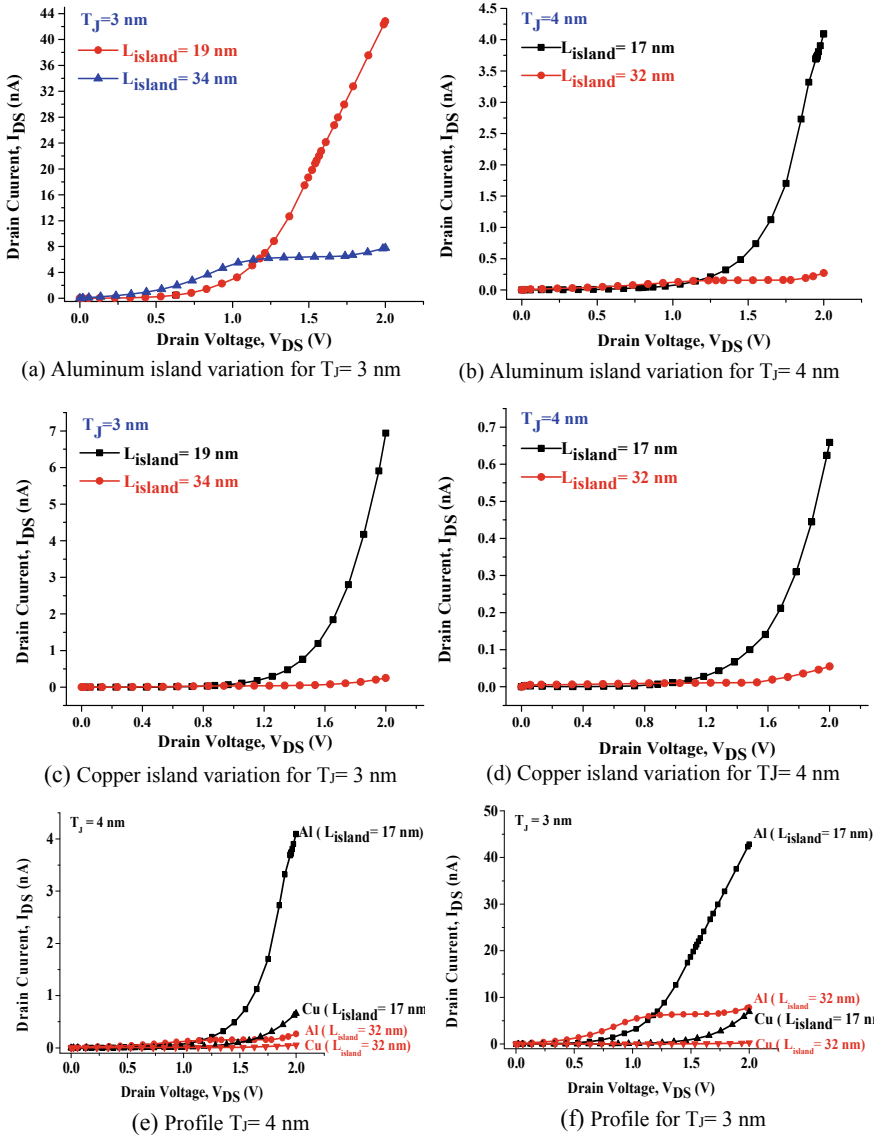 T_J=3 nm
L_island= 19 nm
L_island= 34 nm
Drain Cuurent, I_DS (nA)
44
40
36
32
28
24
20
16
12
8
4
0
0.0 0.5 1.0 1.5 2.0
Drain Voltage, V_DS (V)
(a) Aluminum island variation for TJ= 3 nm
T_J=4 nm
L_island= 17 nm
L_island= 32 nm
Drain Cuurent, I_DS (nA)
4.5
4.0
3.5
3.0
2.5
2.0
1.5
1.0
0.5
0.0
0.0 0.5 1.0 1.5 2.0
Drain Voltage, V_DS (V)
(b) Aluminum island variation for TJ= 4 nm
T_J=3 nm
L_island= 19 nm
L_island= 34 nm
Drain Cuurent, I_DS (nA)
7
6
5
4
3
2
1
0
0.0 0.4 0.8 1.2 1.6 2.0
Drain Voltage, V_DS (V)
(c) Copper island variation for TJ= 3 nm
T_J=4 nm
L_island= 17 nm
L_island= 32 nm
Drain Cuurent, I_DS (nA)
0.7
0.6
0.5
0.4
0.3
0.2
0.1
0.0
0.0 0.4 0.8 1.2 1.6 2.0
Drain Voltage, V_DS (V)
(d) Copper island variation for TJ= 4 nm
T_J = 4 nm
Al ( L_island= 17 nm)
Cu ( L_island= 17 nm
Al ( L_island= 32 nm)
Cu ( L_island= 32 nm)
Drain Cuurent, I_DS (nA)
5
4
3
2
1
0
0.0 0.5 1.0 1.5 2.0
Drain Voltage, V_DS (V)
(e) Profile TJ= 4 nm
T_J = 3 nm
Al ( L_island= 17 nm)
Al ( L_island= 32 nm)
Cu ( L_island= 17 n
Cu ( L_island= 32 nm)
Drain Cuurent, I_DS (nA)
50
40
30
20
10
0
0.0 0.5 1.0 1.5 2.0
Drain Voltage, V_DS (V)
(f) Profile for TJ= 3 nm